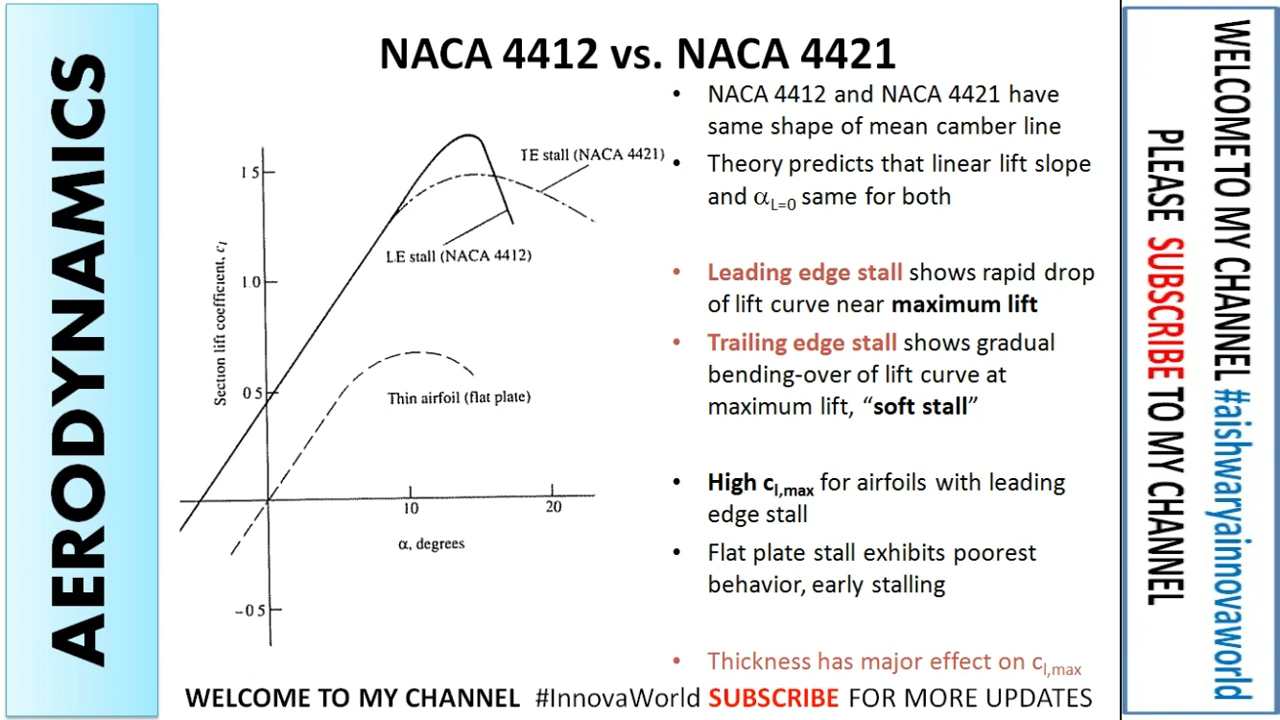 AERODYNAMICS
NACA 4412 vs. NACA 4421
1 5
1.0
0 5
-0 5
10
20
Section lift coefficient, cl
α, degrees
TE stall (NACA 4421)
LE stall (NACA 4412)
Thin airfoil (flat plate)
• NACA 4412 and NACA 4421 have
same shape of mean camber line
• Theory predicts that linear lift slope
and αL=0 same for both
• Leading edge stall shows rapid drop
of lift curve near maximum lift
• Trailing edge stall shows gradual
bending-over of lift curve at
maximum lift, “soft stall”
• High cl,max for airfoils with leading
edge stall
• Flat plate stall exhibits poorest
behavior, early stalling
• Thickness has major effect on cl,max
WELCOME TO MY CHANNEL #InnovaWorld SUBSCRIBE FOR MORE UPDATES
WELCOME TO MY CHANNEL #aishwaryainnovaworld
PLEASE SUBSCRIBE TO MY CHANNEL